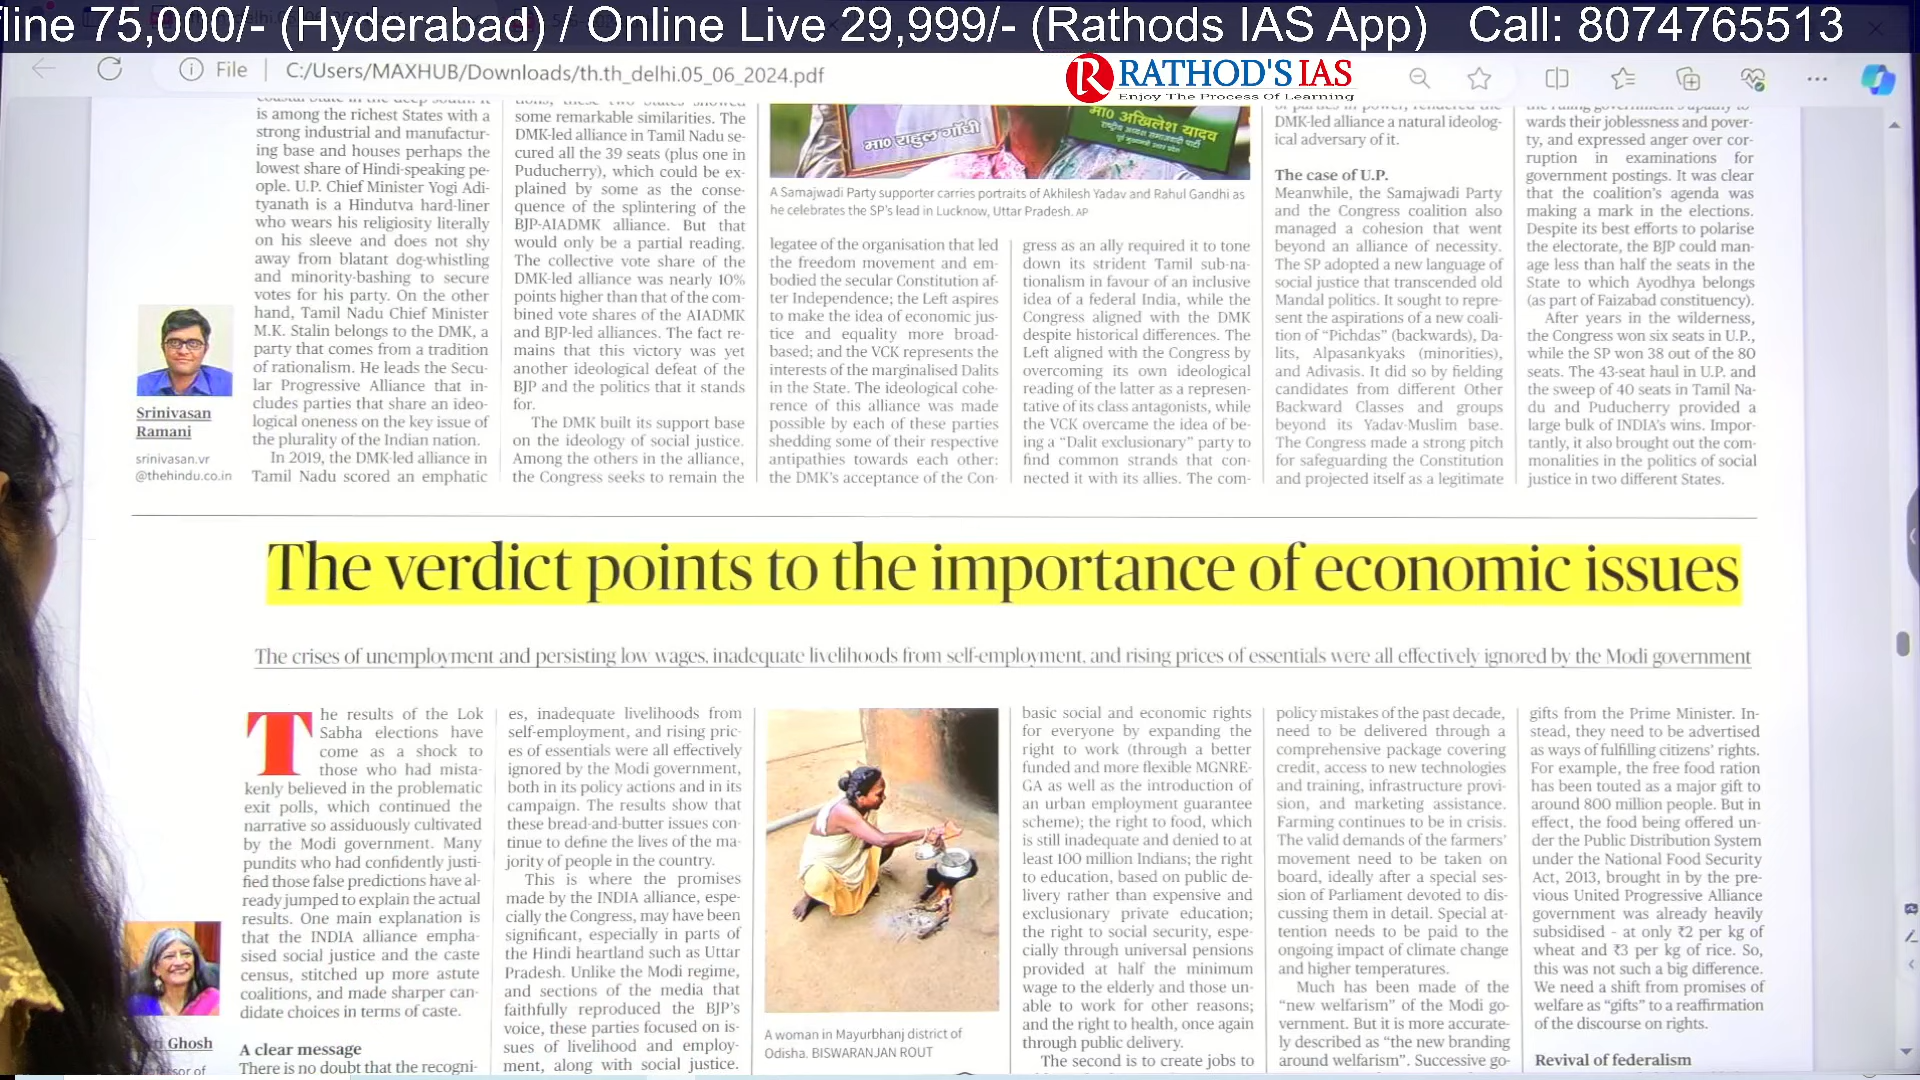 fline 75,000/- (Hyderabad) / Online Live 29,999/- (Rathods IAS App) Call: 8074765513
File
C:/Users/MAXHUB/Downloads/th.th_delhi.05_06_2024.pdf
RATHOD'S IAS
Enjoy The Process Of Learning
is among the richest States with a
strong industrial and manufactur-
ing base and houses perhaps the
lowest share of Hindi-speaking pe-
ople. U.P. Chief Minister Yogi Adi-
tyanath is a Hindutva hard-liner
who wears his religiosity literally
on his sleeve and does not shy
away from blatant dog-whistling
and minority-bashing to secure
votes for his party. On the other
hand, Tamil Nadu Chief Minister
M.K. Stalin belongs to the DMK, a
party that comes from a tradition
of rationalism. He leads the Secu-
lar Progressive Alliance that in-
cludes parties that share an ideo-
logical oneness on the key issue of
the plurality of the Indian nation.
In 2019, the DMK-led alliance in
Tamil Nadu scored an emphatic
Srinivasan
Ramani
srinivasan.vr
@thehindu.co.in
tions, these two States showed
some remarkable similarities. The
DMK-led alliance in Tamil Nadu se-
cured all the 39 seats (plus one in
Puducherry), which could be ex-
plained by some as the conse-
quence of the splintering of the
BJP-AIADMK alliance. But that
would only be a partial reading.
The collective vote share of the
DMK-led alliance was nearly 10%
points higher than that of the com-
bined vote shares of the AIADMK
and BJP-led alliances. The fact re-
mains that this victory was yet
another ideological defeat of the
BJP and the politics that it stands
for.
The DMK built its support base
on the ideology of social justice.
Among the others in the alliance,
the Congress seeks to remain the
मा० राहुल गाँधी
मा० अखिलेश यादव
A Samajwadi Party supporter carries portraits of Akhilesh Yadav and Rahul Gandhi as
he celebrates the SP's lead in Lucknow, Uttar Pradesh. AP
legatee of the organisation that led
the freedom movement and em-
bodied the secular Constitution af-
ter Independence; the Left aspires
to make the idea of economic jus-
tice and equality more broad-
based; and the VCK represents the
interests of the marginalised Dalits
in the State. The ideological cohe-
rence of this alliance was made
possible by each of these parties
shedding some of their respective
antipathies towards each other:
the DMK's acceptance of the Con-
gress as an ally required it to tone
down its strident Tamil sub-na-
tionalism in favour of an inclusive
idea of a federal India, while the
Congress aligned with the DMK
despite historical differences. The
Left aligned with the Congress by
overcoming its own ideological
reading of the latter as a represen-
tative of its class antagonists, while
the VCK overcame the idea of be-
ing a “Dalit exclusionary” party to
find common strands that con-
nected it with its allies. The com-
of parties in power, rendered the
DMK-led alliance a natural ideolog-
ical adversary of it.
The case of U.P.
Meanwhile, the Samajwadi Party
and the Congress coalition also
managed a cohesion that went
beyond an alliance of necessity.
The SP adopted a new language of
social justice that transcended old
Mandal politics. It sought to repre-
sent the aspirations of a new coali-
tion of “Pichdas” (backwards), Da-
lits, Alpasankyaks (minorities),
and Adivasis. It did so by fielding
candidates from different Other
Backward Classes and groups
beyond its Yadav-Muslim base.
The Congress made a strong pitch
for safeguarding the Constitution
and projected itself as a legitimate
the ruling government's apathy to-
wards their joblessness and pover-
ty, and expressed anger over cor-
ruption in examinations for
government postings. It was clear
that the coalition's agenda was
making a mark in the elections.
Despite its best efforts to polarise
the electorate, the BJP could man-
age less than half the seats in the
State to which Ayodhya belongs
(as part of Faizabad constituency).
After years in the wilderness,
the Congress won six seats in U.P.,
while the SP won 38 out of the 80
seats. The 43-seat haul in U.P. and
the sweep of 40 seats in Tamil Na-
du and Puducherry provided a
large bulk of INDIA's wins. Impor-
tantly, it also brought out the com-
monalities in the politics of social
justice in two different States.
The verdict points to the importance of economic issues
The crises of unemployment and persisting low wages, inadequate livelihoods from self-employment, and rising prices of essentials were all effectively ignored by the Modi government
The results of the Lok
Sabha elections have
come as a shock to
those who had mista-
kenly believed in the problematic
exit polls, which continued the
narrative so assiduously cultivated
by the Modi government. Many
pundits who had confidently justi-
fied those false predictions have al-
ready jumped to explain the actual
results. One main explanation is
that the INDIA alliance empha-
sised social justice and the caste
census, stitched up more astute
coalitions, and made sharper can-
didate choices in terms of caste.
A clear message
There is no doubt that the recogni-
Ghosh
es, inadequate livelihoods from
self-employment, and rising pric-
es of essentials were all effectively
ignored by the Modi government,
both in its policy actions and in its
campaign. The results show that
these bread-and-butter issues con-
tinue to define the lives of the ma-
jority of people in the country.
This is where the promises
made by the INDIA alliance, espe-
cially the Congress, may have been
significant, especially in parts of
the Hindi heartland such as Uttar
Pradesh. Unlike the Modi regime,
and sections of the media that
faithfully reproduced the BJP's
voice, these parties focused on is-
sues of livelihood and employ-
ment, along with social justice.
A woman in Mayurbhanj district of
Odisha. BISWARANJAN ROUT
basic social and economic rights
for everyone by expanding the
right to work (through a better
funded and more flexible MGNRE-
GA as well as the introduction of
an urban employment guarantee
scheme); the right to food, which
is still inadequate and denied to at
least 100 million Indians; the right
to education, based on public de-
livery rather than expensive and
exclusionary private education;
the right to social security, espe-
cially through universal pensions
provided at half the minimum
wage to the elderly and those un-
able to work for other reasons;
and the right to health, once again
through public delivery.
The second is to create jobs to
policy mistakes of the past decade,
need to be delivered through a
comprehensive package covering
credit, access to new technologies
and training, infrastructure provi-
sion, and marketing assistance.
Farming continues to be in crisis.
The valid demands of the farmers'
movement need to be taken on
board, ideally after a special ses-
sion of Parliament devoted to dis-
cussing them in detail. Special at-
tention needs to be paid to the
ongoing impact of climate change
and higher temperatures.
Much has been made of the
“new welfarism” of the Modi go-
vernment. But it is more accurate-
ly described as “the new branding
around welfarism”. Successive go-
gifts from the Prime Minister. In-
stead, they need to be advertised
as ways of fulfilling citizens' rights.
For example, the free food ration
has been touted as a major gift to
around 800 million people. But in
effect, the food being offered un-
der the Public Distribution System
under the National Food Security
Act, 2013, brought in by the pre-
vious United Progressive Alliance
government was already heavily
subsidised - at only ₹2 per kg of
wheat and ₹3 per kg of rice. So,
this was not such a big difference.
We need a shift from promises of
welfare as “gifts” to a reaffirmation
of the discourse on rights.
Revival of federalism